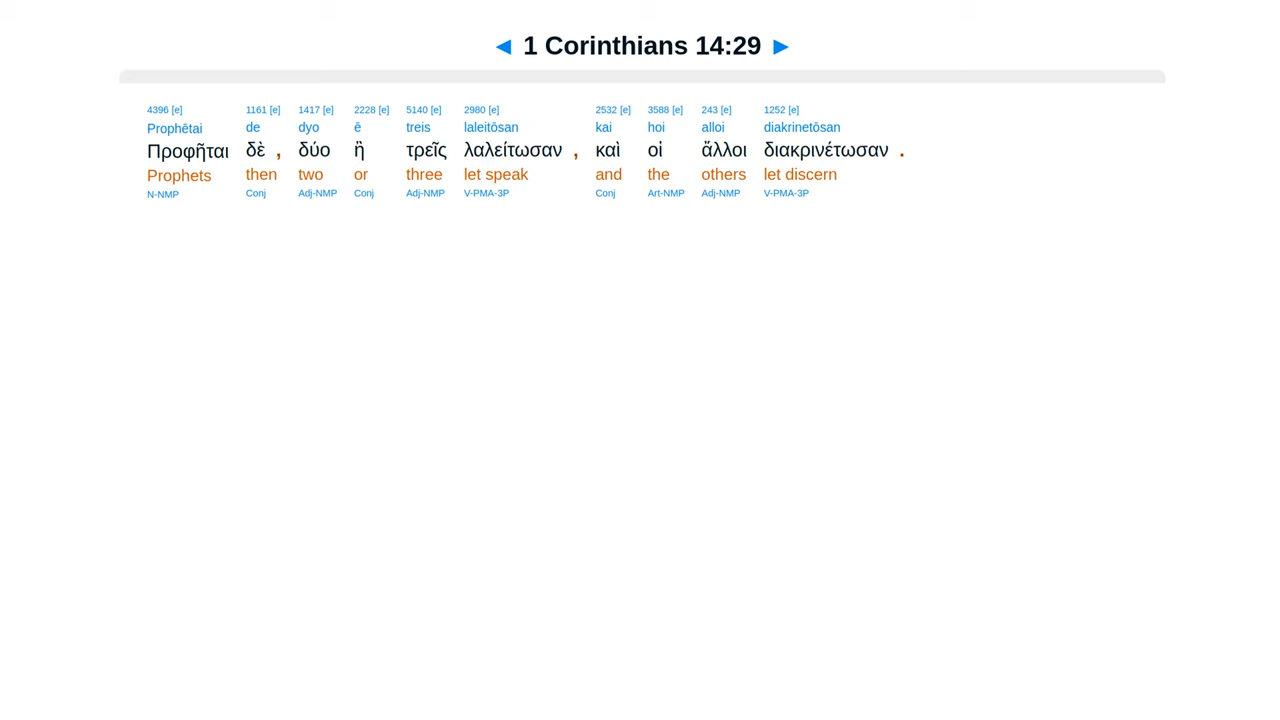 ◄ 1 Corinthians 14:29 ►
4396 [e] 1161 [e] 1417 [e] 2228 [e] 5140 [e] 2980 [e] 2532 [e] 3588 [e] 243 [e] 1252 [e]
Prophētai de dyo ē treis laleitōsan kai hoi alloi diakrinetōsan
Προφῆται δὲ , δύο ἢ τρεῖς λαλείτωσαν , καὶ οἱ ἄλλοι διακρινέτωσαν .
Prophets then two or three let speak and the others let discern
N-NMP Conj Adj-NMP Conj Adj-NMP V-PMA-3P Conj Art-NMP Adj-NMP V-PMA-3P